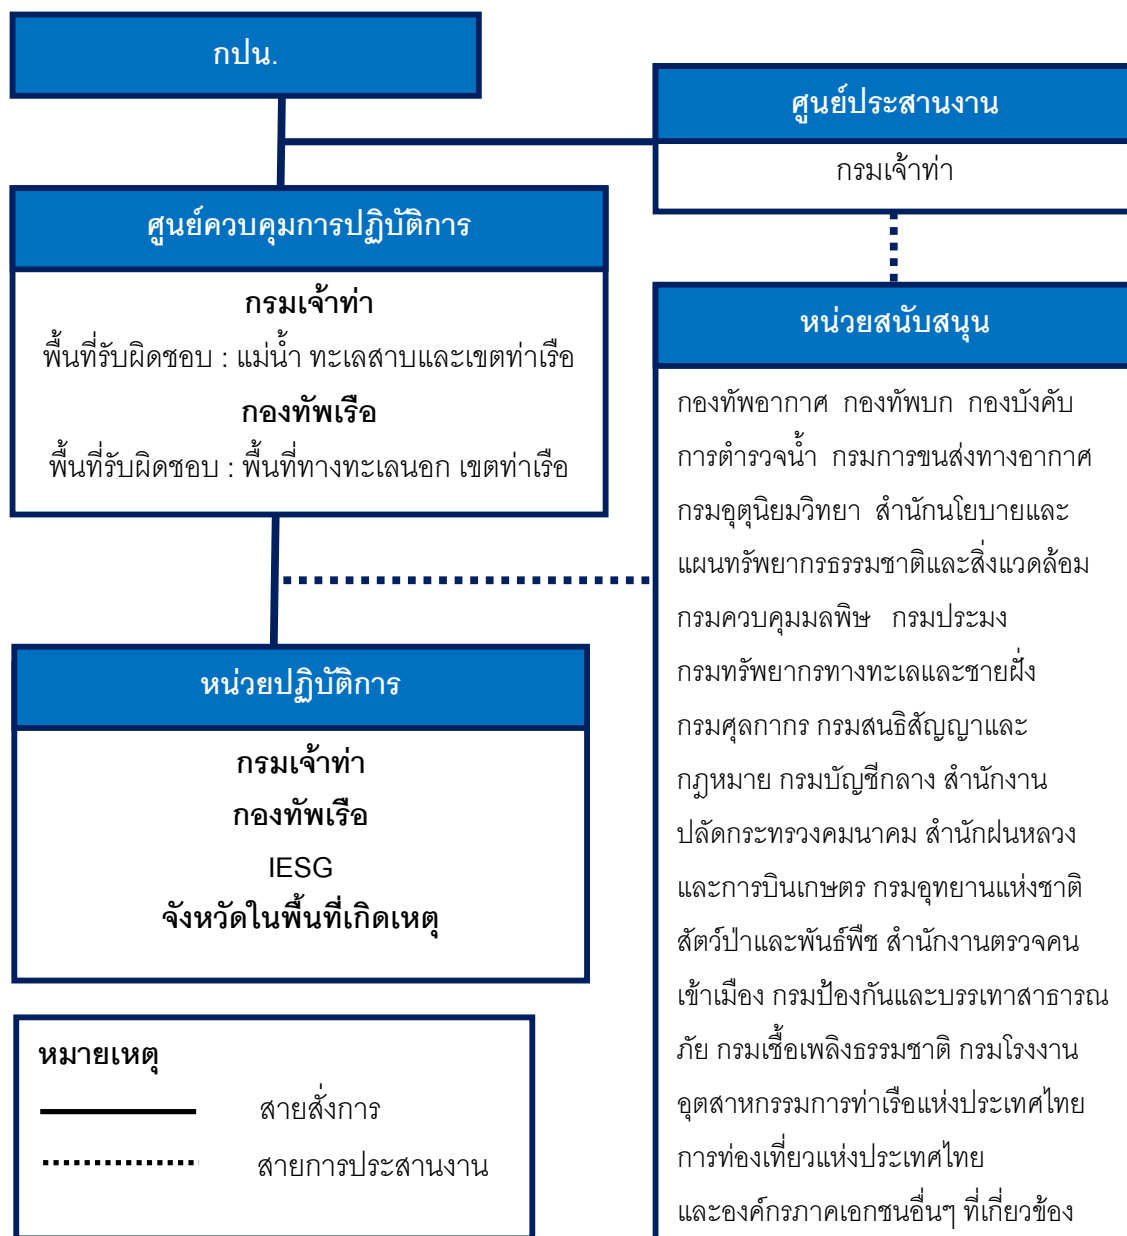 กปน.
ศูนย์ประสานงาน
กรมเจ้าท่า
ศูนย์ควบคุมการปฏิบัติการ
กรมเจ้าท่า
พื้นที่รับผิดชอบ : แม่น้ำ ทะเลสาบและเขตท่าเรือ
กองทัพเรือ
พื้นที่รับผิดชอบ : พื้นที่ทางทะเลนอก เขตท่าเรือ
หน่วยสนับสนุน
กองทัพอากาศ กองทัพบก กองบังคับ
การตำรวจน้ำ กรมการขนส่งทางอากาศ
กรมอุตุนิยมวิทยา สำนักนโยบายและ
แผนทรัพยากรธรรมชาติและสิ่งแวดล้อม
กรมควบคุมมลพิษ กรมประมง
กรมทรัพยากรทางทะเลและชายฝั่ง
กรมศุลกากร กรมสนธิสัญญาและ
กฎหมาย กรมบัญชีกลาง สำนักงาน
ปลัดกระทรวงคมนาคม สำนักฝนหลวง
และการบินเกษตร กรมอุทยานแห่งชาติ
สัตว์ป่าและพันธ์พืช สำนักงานตรวจคน
เข้าเมือง กรมป้องกันและบรรเทาสาธารณ
ภัย กรมเชื้อเพลิงธรรมชาติ กรมโรงงาน
อุตสาหกรรมการท่าเรือแห่งประเทศไทย
การท่องเที่ยวแห่งประเทศไทย
และองค์กรภาคเอกชนอื่นๆ ที่เกี่ยวข้อง
หน่วยปฏิบัติการ
กรมเจ้าท่า
กองทัพเรือ
IESG
จังหวัดในพื้นที่เกิดเหตุ
หมายเหตุ
สายสั่งการ
สายการประสานงาน